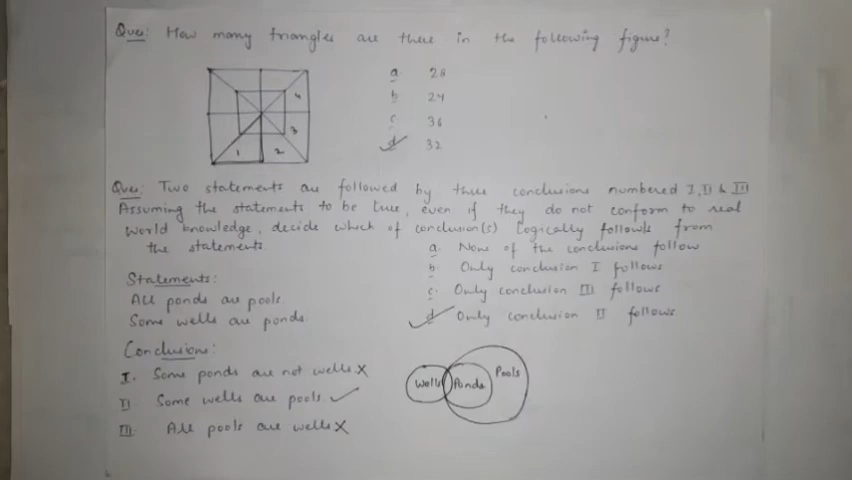 Ques: How many triangles are there in the following figure?
a. 28
b 24
c 36
d 32
4
3
1 2
Ques: Two statements are followed by three conclusions numbered I, II & III
Assuming the statements to be true, even if they do not conform to real
world knowledge, decide which of conclusion(s) logically follow/s from
the statements
a. None of the conclusions follow
b. Only conclusion I follows
c. Only conclusion III follows
d. Only conclusion II follows
Statements:
All ponds are pools.
Some wells are ponds
Conclusions:
I. Some ponds are not wells X
II. Some wells are pools ✓
III. All pools are wells X
Wells Ponds Pools